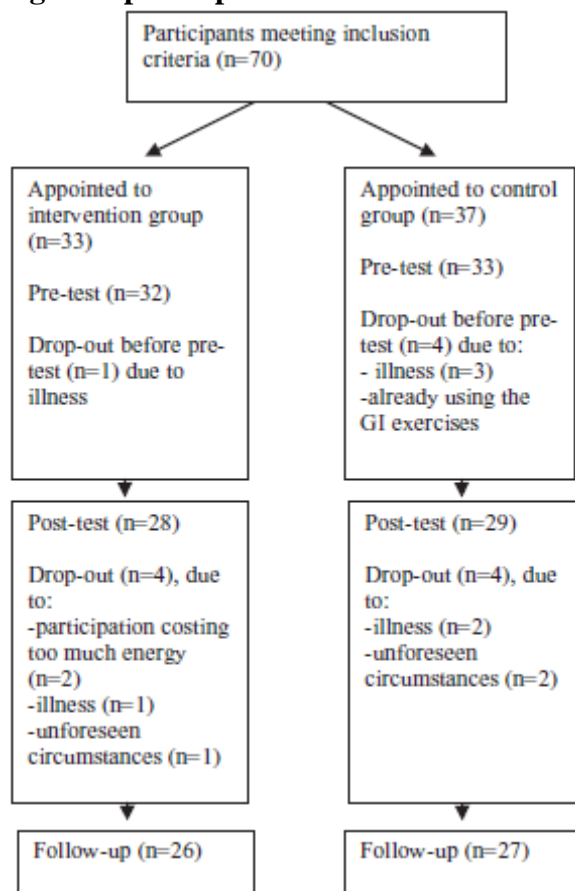 Participants meeting inclusion
criteria (n=70)
Appointed to
intervention group
(n=33)
Pre-test (n=32)
Drop-out before pre-
test (n=1) due to
illness
Appointed to control
group (n=37)
Pre-test (n=33)
Drop-out before pre-
test (n=4) due to:
- illness (n=3)
-already using the
GI exercises
Post-test (n=28)
Drop-out (n=4), due
to:
-participation costing
too much energy
(n=2)
-illness (n=1)
-unforeseen
circumstances (n=1)
Post-test (n=29)
Drop-out (n=4), due
to:
-illness (n=2)
-unforeseen
circumstances (n=2)
Follow-up (n=26)
Follow-up (n=27)